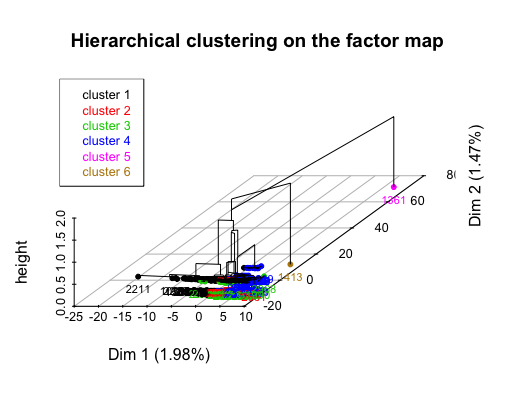 Hierarchical clustering on the factor map
cluster 1
cluster 2
cluster 3
cluster 4
cluster 5
cluster 6
height
0.0 0.5 1.0 1.5 2.0
-25 -20 -15 -10 -5 0 5 10
Dim 1 (1.98%)
-20 0 20 40 60 80
Dim 2 (1.47%)
1361
1413
2211